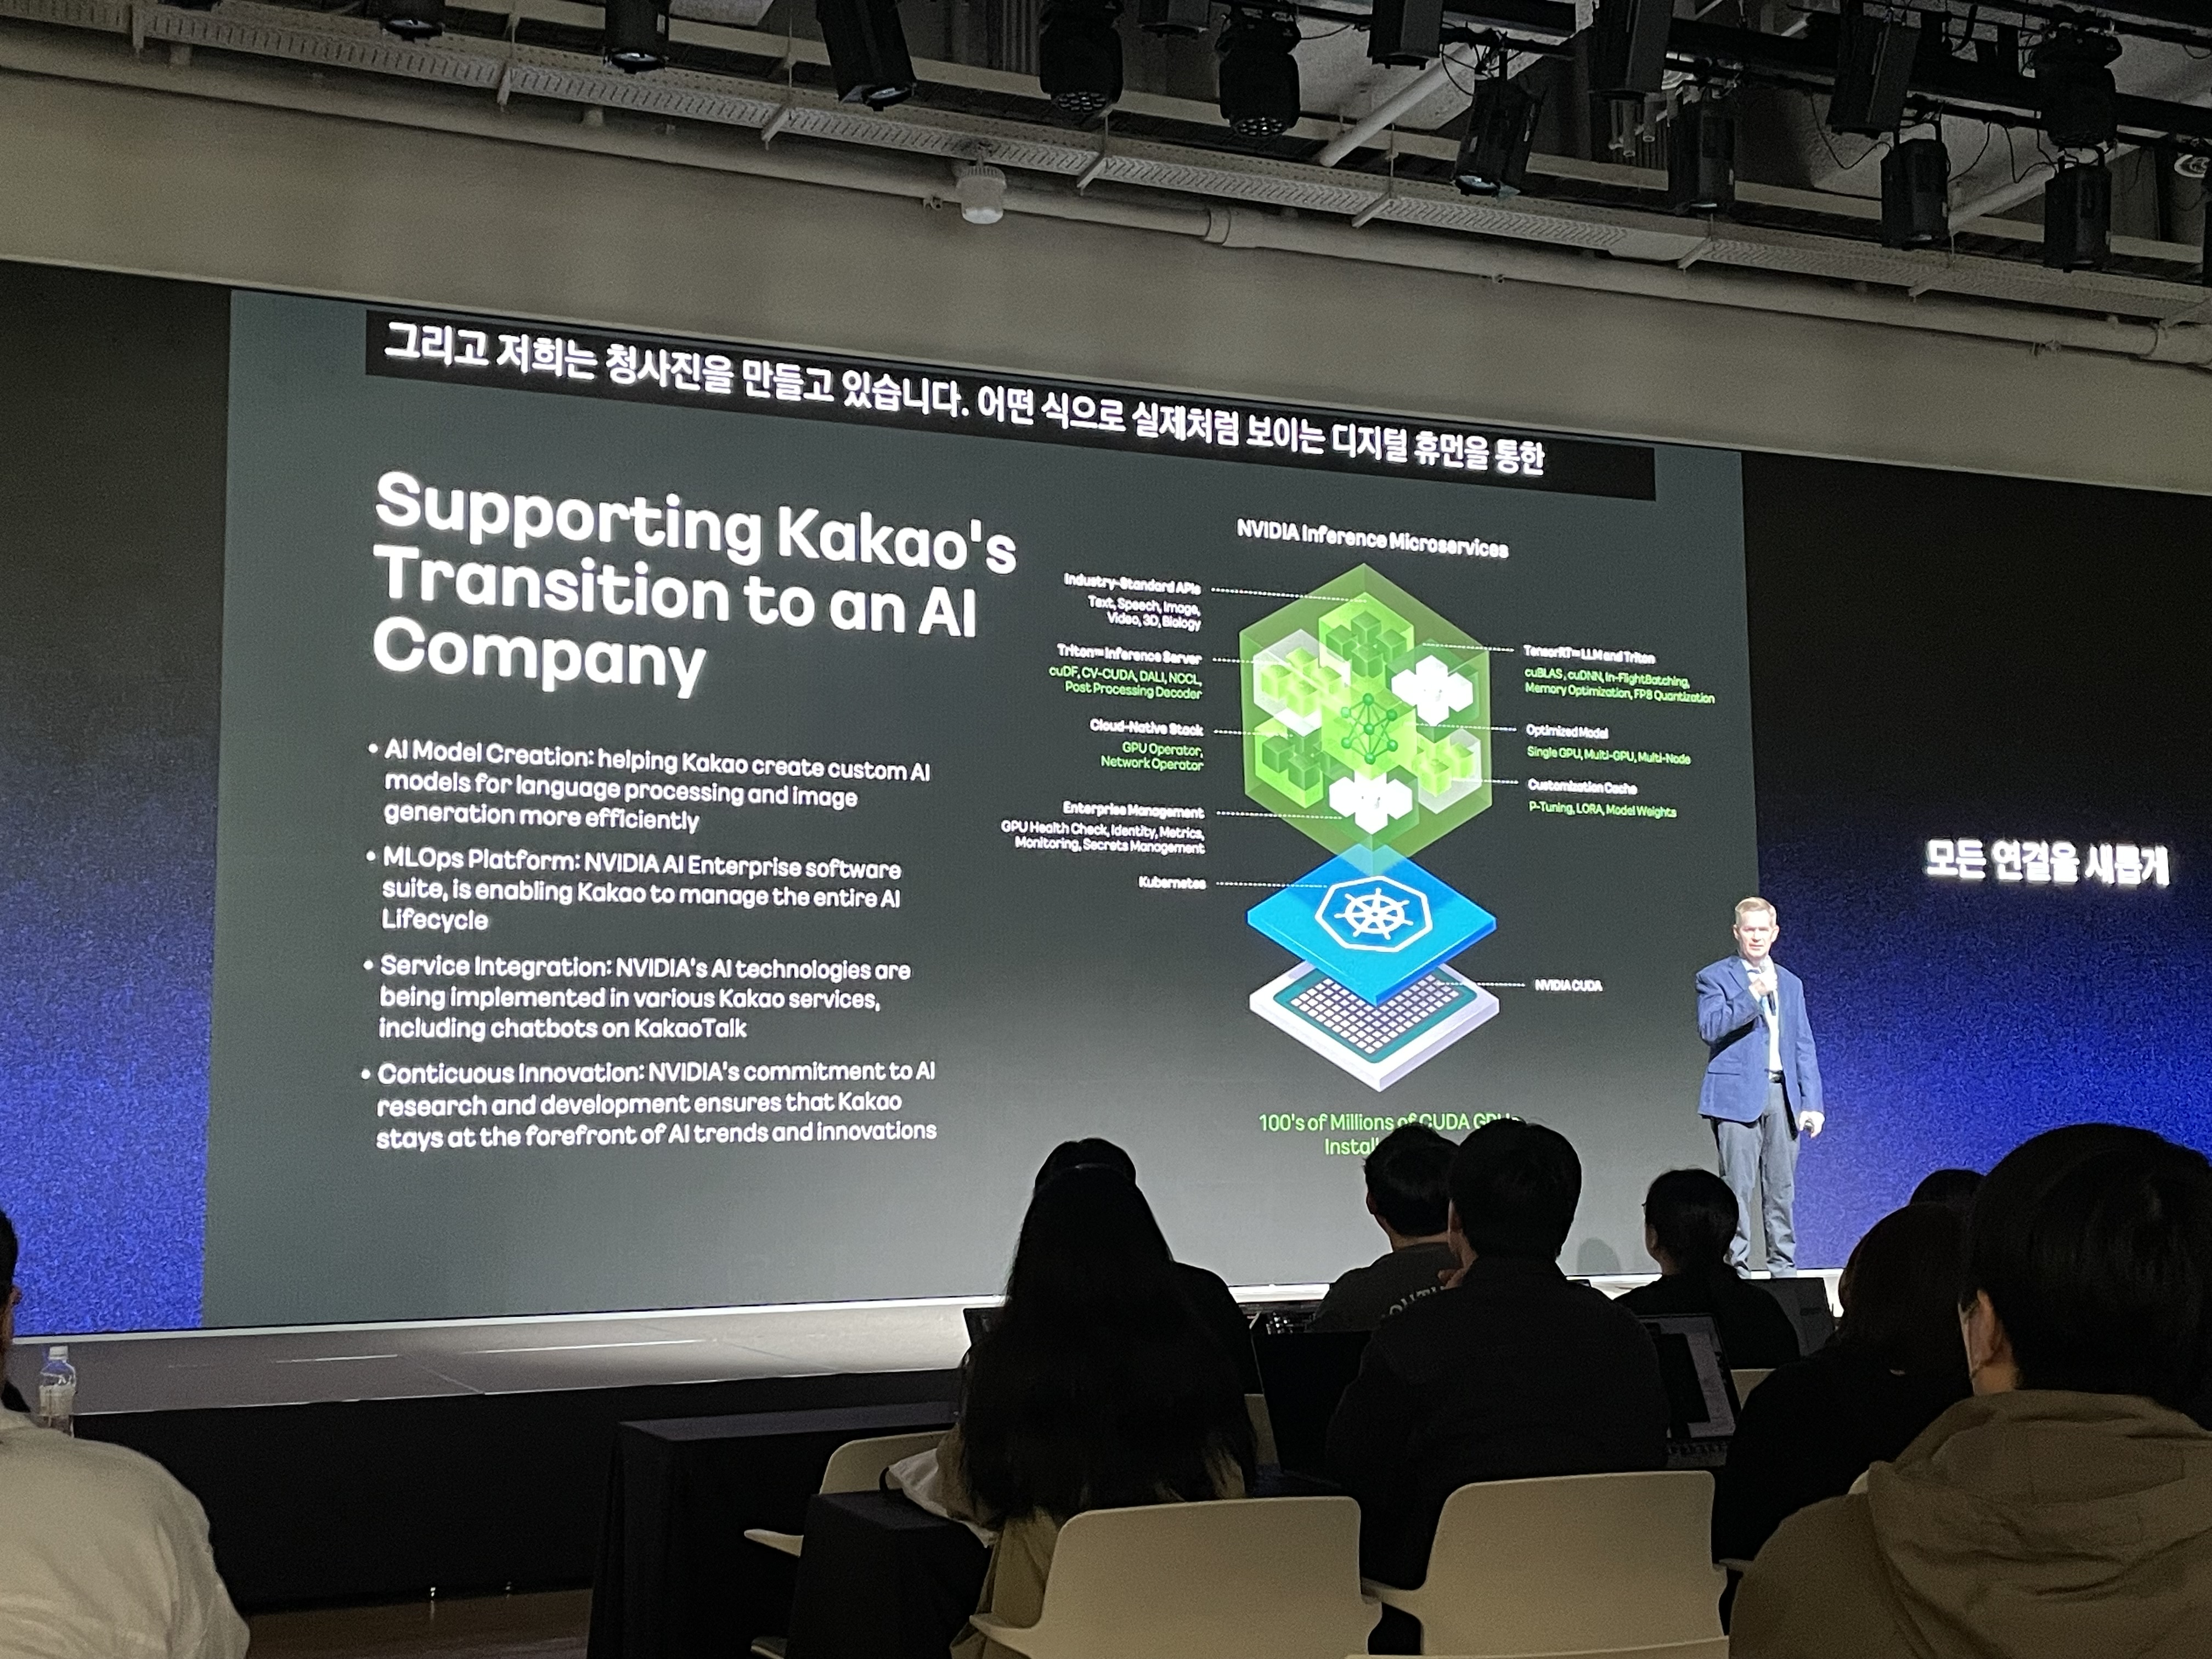 그리고 저희는 청사진을 만들고 있습니다. 어떤 식으로 실제처럼 보이는 디지털 휴먼을 통한
Supporting Kakao's
Transition to an AI
Company
• AI Model Creation: helping Kakao create custom AI
models for language processing and image
generation more efficiently
• MLOps Platform: NVIDIA AI Enterprise software
suite, is enabling Kakao to manage the entire AI
Lifecycle
• Service Integration: NVIDIA's AI technologies are
being implemented in various Kakao services,
including chatbots on KakaoTalk
• Conticuous Innovation: NVIDIA's commitment to AI
research and development ensures that Kakao
stays at the forefront of AI trends and innovations
NVIDIA Inference Microservices
Industry-Standard APIs
Text, Speech, Image,
Video, 3D, Biology
Triton™ Inference Server
cuDF, CV-CUDA, DALI, NCCL,
Post Processing Decoder
Cloud-Native Stack
GPU Operator,
Network Operator
Enterprise Management
GPU Health Check, Identity, Metrics,
Monitoring, Secrets Management
Kubernetes
TensorRT™ LLM and Triton
cuBLAS, cuDNN, In-FlightBatching,
Memory Optimization, FP8 Quantization
Optimized Model
Single GPU, Multi-GPU, Multi-Node
Customization Cache
P-Tuning, LORA, Model Weights
NVIDIA CUDA
100's of Millions of CUDA
모든 연결을 새롭게